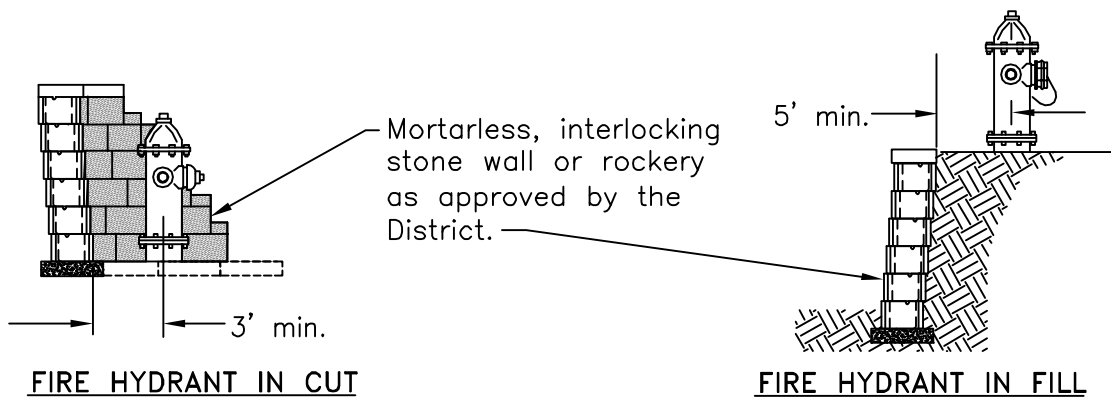 5' min.
Mortarless, interlocking
stone wall or rockery
as approved by the
District.
3' min.
FIRE HYDRANT IN CUT
FIRE HYDRANT IN FILL